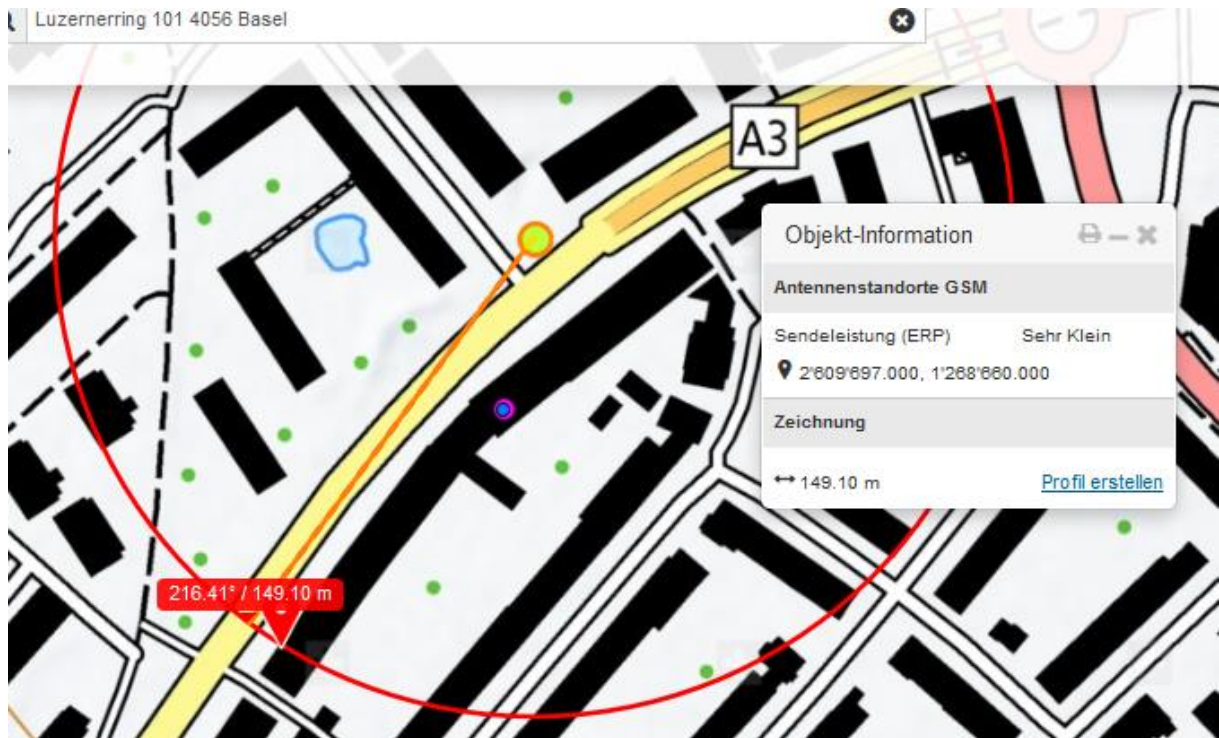 Luzernerring 101 4056 Basel
A3
Objekt-Information
Antennenstandorte GSM
Sendeleistung (ERP) Sehr Klein
2'609'697.000, 1'268'660.000
Zeichnung
149.10 m Profil erstellen
216.41° / 149.10 m